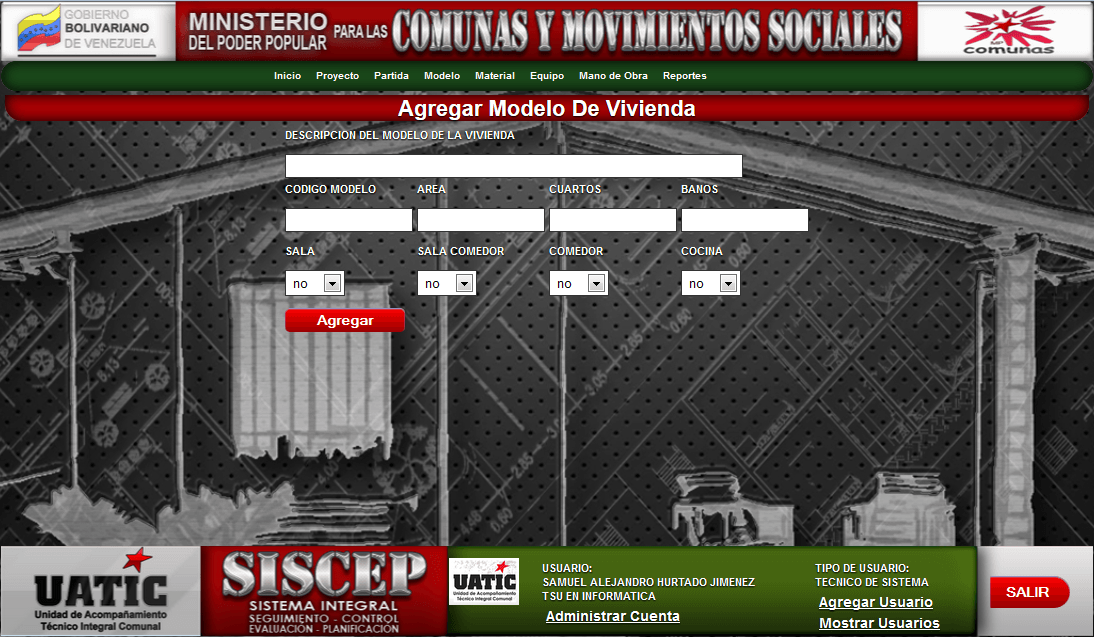 GOBIERNO
BOLIVARIANO
DE VENEZUELA
MINISTERIO
DEL PODER POPULAR
PARA LAS
COMUNAS Y MOVIMIENTOS SOCIALES
comunas
Inicio Proyecto Partida Modelo Material Equipo Mano de Obra Reportes
Agregar Modelo De Vivienda
DESCRIPCION DEL MODELO DE LA VIVIENDA
CODIGO MODELO AREA CUARTOS BANOS
SALA SALA COMEDOR COMEDOR COCINA
no no no no
Agregar
UATIC
Unidad de Acompañamiento
Técnico Integral Comunal
SISCEP
SISTEMA INTEGRAL
SEGUIMIENTO - CONTROL
EVALUACION - PLANIFICACION
UATIC
Unidad de Acompañamiento
Técnico Integral Comunal
USUARIO:
SAMUEL ALEJANDRO HURTADO JIMENEZ
TSU EN INFORMATICA
Administrar Cuenta
TIPO DE USUARIO:
TECNICO DE SISTEMA
Agregar Usuario
Mostrar Usuarios
SALIR